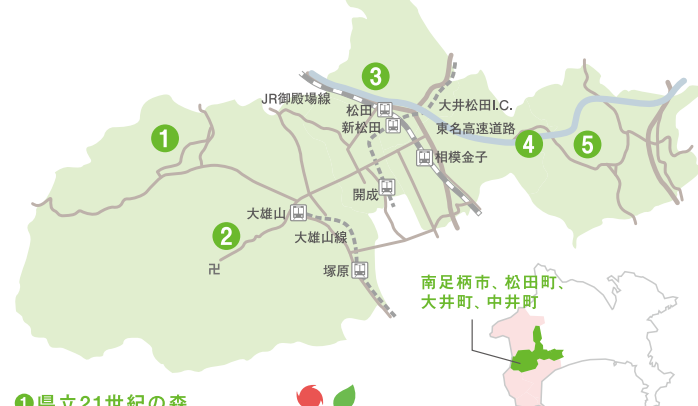 3
JR御殿場線
松田
大井松田I.C.
新松田
東名高速道路
1
4
5
相模金子
開成
大雄山
2
大雄山線
卍
塚原
南足柄市、松田町、
大井町、中井町
1 県立21世紀の森